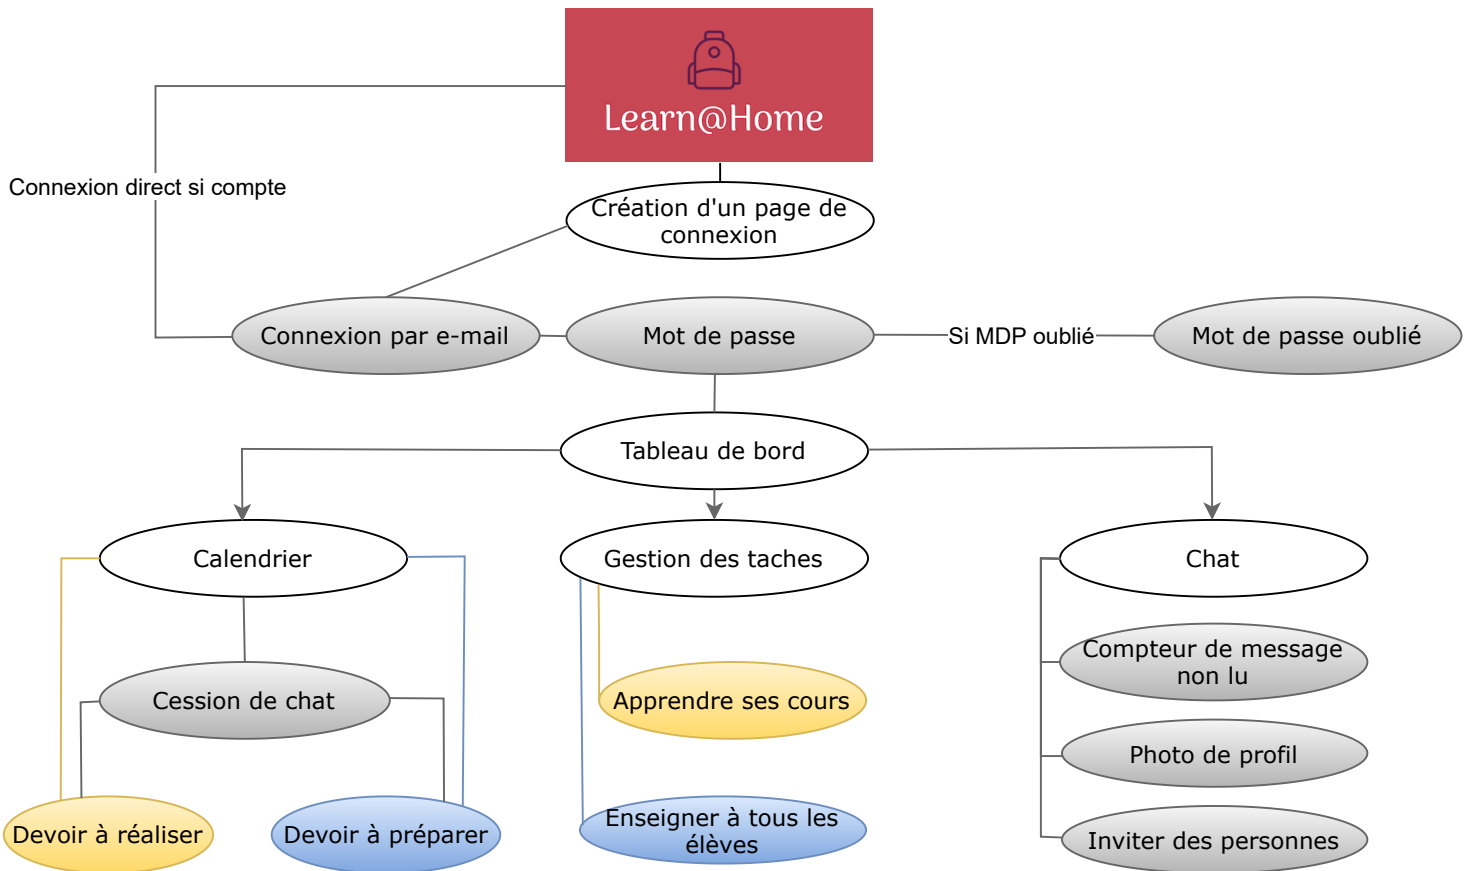 Learn@Home
Connexion direct si compte
Création d'un page de
connexion
Connexion par e-mail
Mot de passe
Si MDP oublié
Mot de passe oublié
Tableau de bord
Calendrier
Gestion des taches
Chat
Compteur de message
non lu
Cession de chat
Apprendre ses cours
Photo de profil
Devoir à réaliser
Devoir à préparer
Enseigner à tous les
élèves
Inviter des personnes